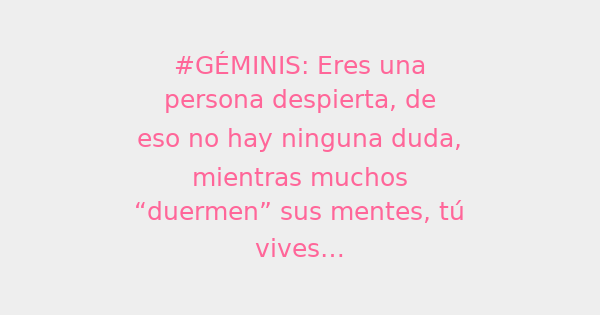 #GÉMINIS: Eres una
persona despierta, de
eso no hay ninguna duda,
mientras muchos
“duermen” sus mentes, tú
vives…